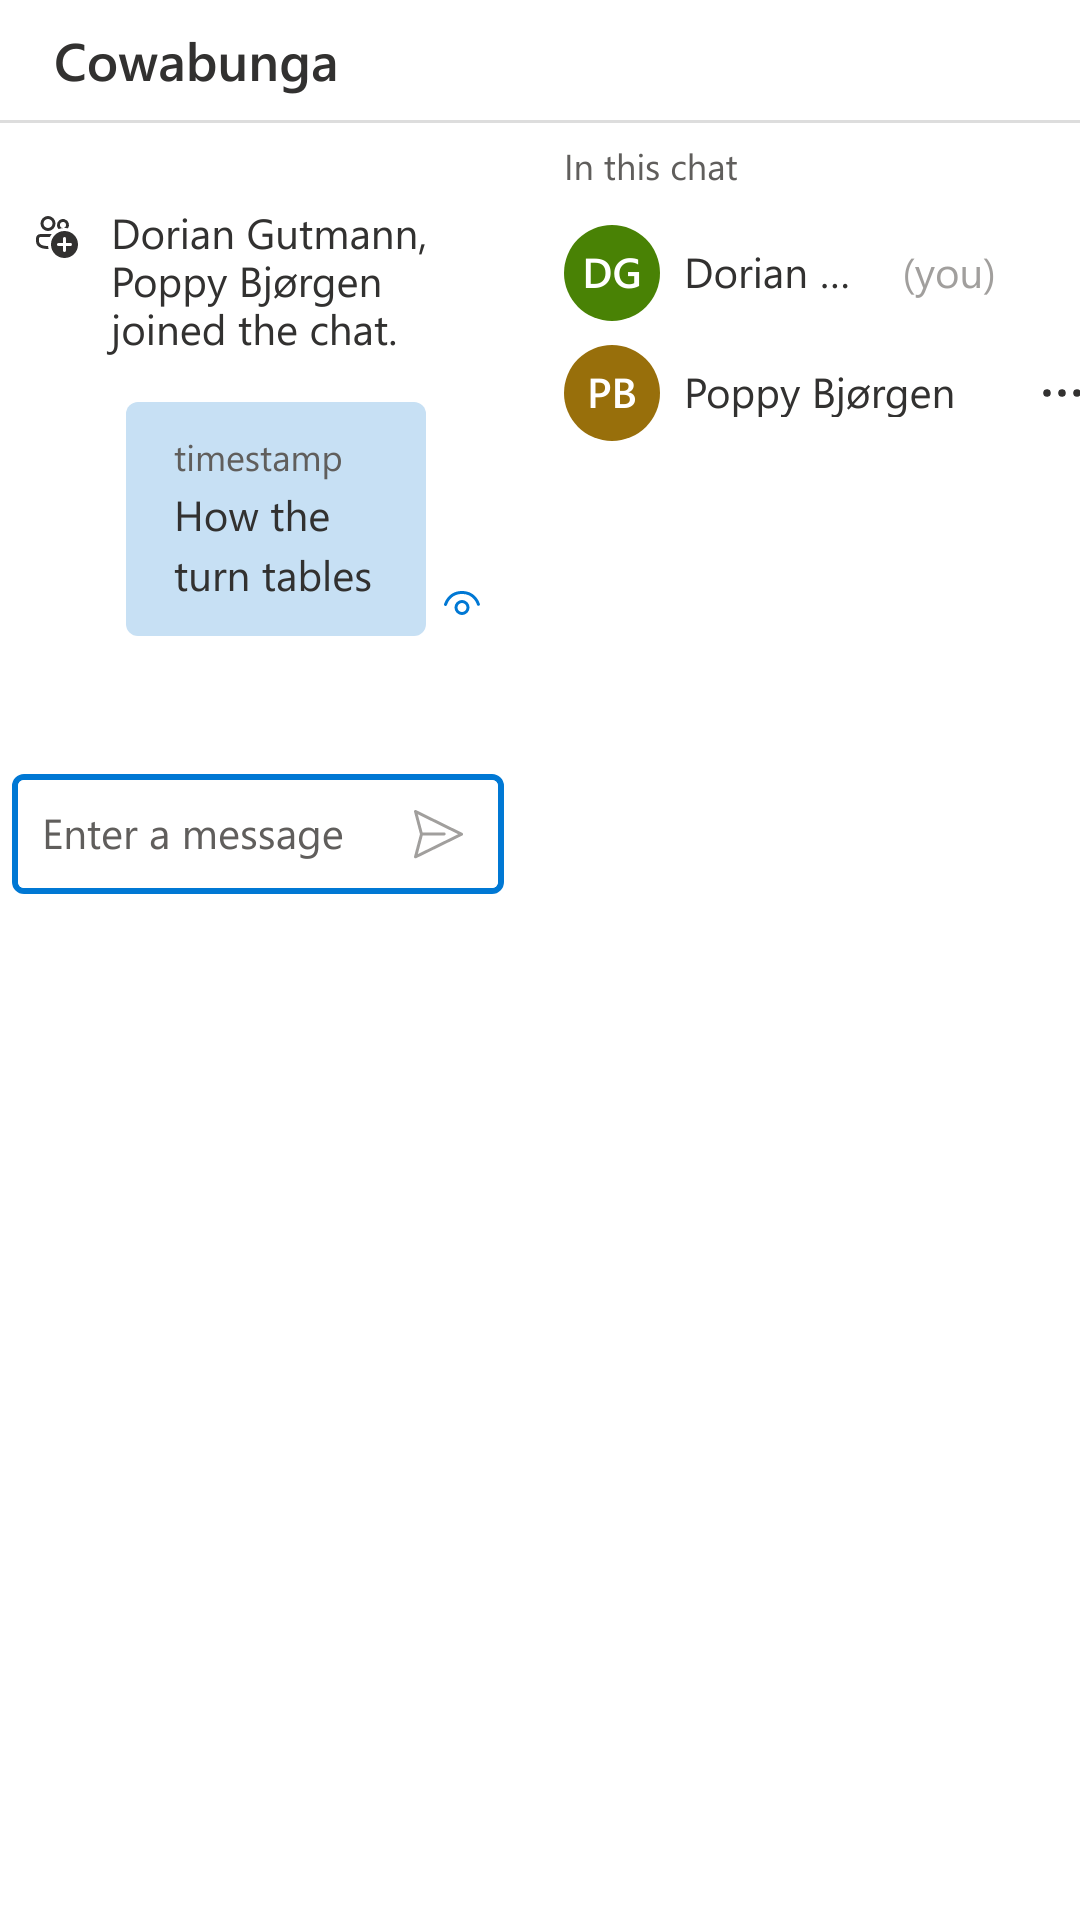 Cowabunga
Dorian Gutmann,
Poppy Bjørgen
joined the chat.
timestamp
How the
turn tables
Enter a message
In this chat
DG Dorian ... (you)
PB Poppy Bjørgen